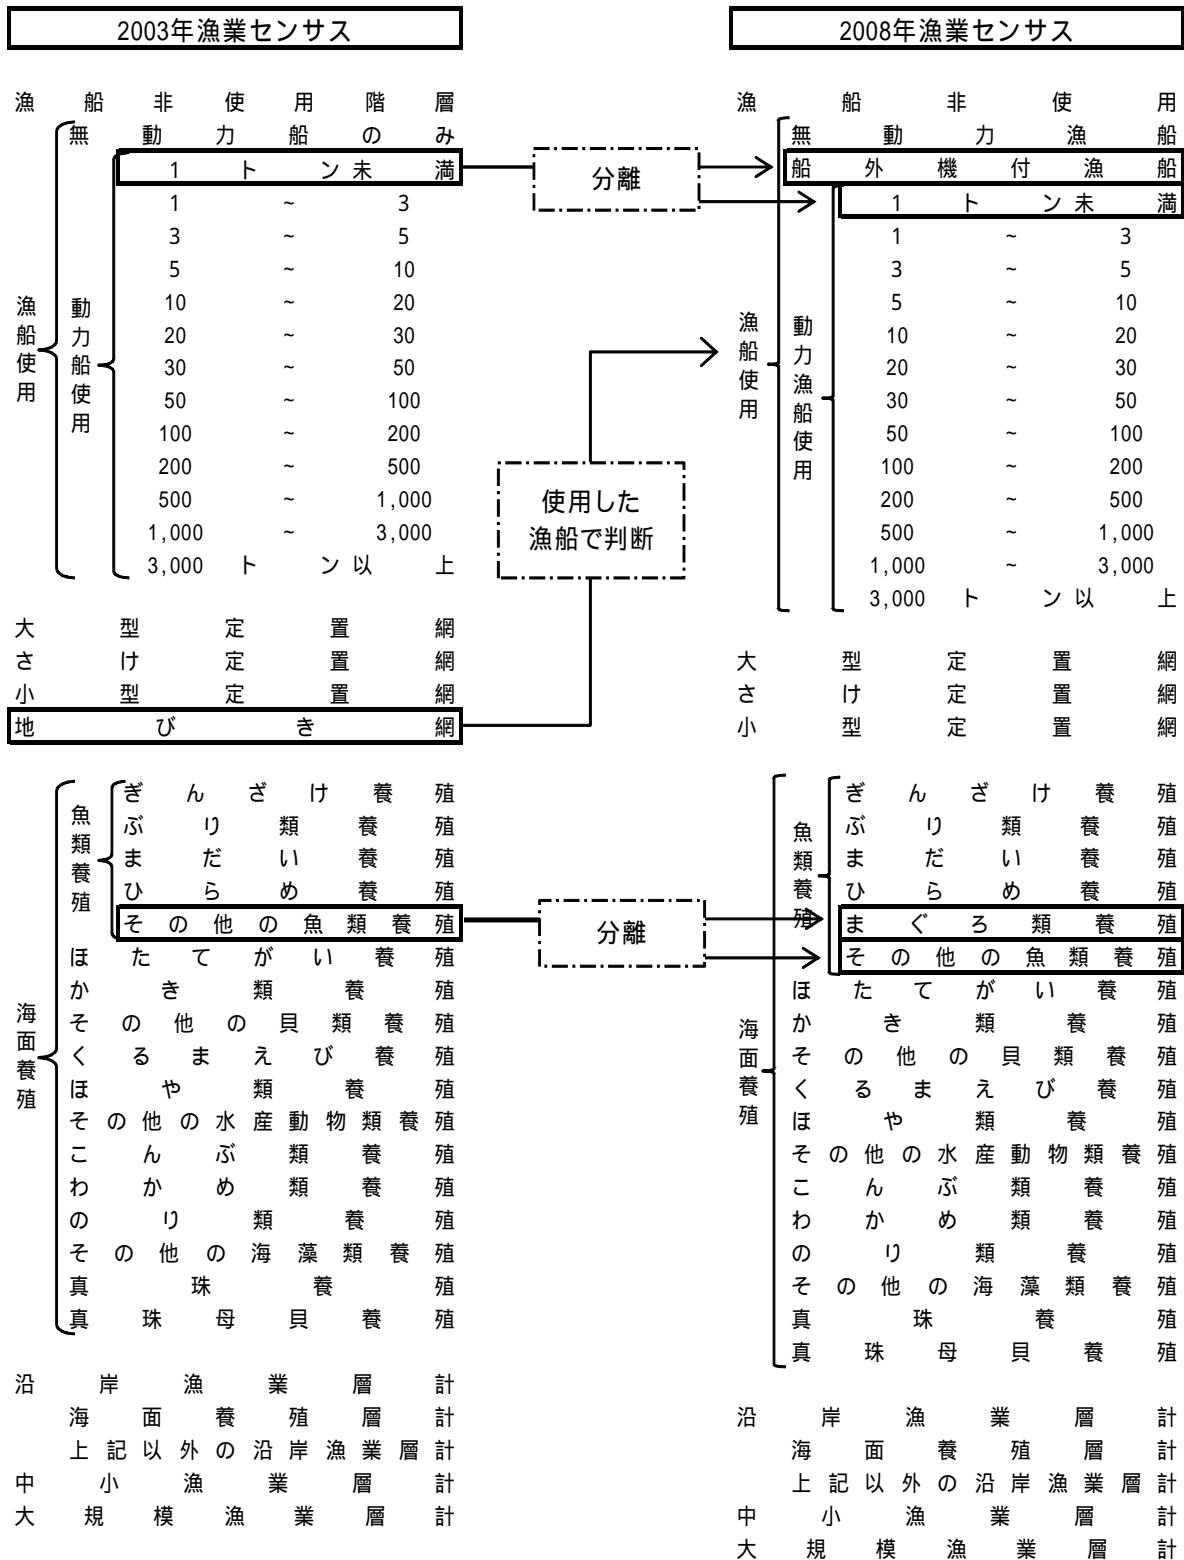 2003年漁業センサス
漁船非使用階層
無動力船のみ
1トン未満
1 ~ 3
3 ~ 5
5 ~ 10
10 ~ 20
20 ~ 30
30 ~ 50
50 ~ 100
100 ~ 200
200 ~ 500
500 ~ 1,000
1,000 ~ 3,000
3,000トン以上
漁船使用
動力船使用
大型定置網
さけ定置網
小型定置網
地びき網
魚類養殖
ぎんざけ養殖
ぶり類養殖
まだい養殖
ひらめ養殖
その他の魚類養殖
ほたてがい養殖
かき類養殖
その他の貝類養殖
くるまえび養殖
ほや類養殖
その他の水産動物類養殖
こんぶ類養殖
わかめ類養殖
のり類養殖
その他の海藻類養殖
真珠養殖
真珠母貝養殖
海面養殖
沿岸漁業層計
海面養殖層計
上記以外の沿岸漁業層計
中小漁業層計
大規模漁業層計
分離
使用した
漁船で判断
分離
2008年漁業センサス
漁船非使用
無動力漁船
船外機付漁船
1トン未満
1 ~ 3
3 ~ 5
5 ~ 10
10 ~ 20
20 ~ 30
30 ~ 50
50 ~ 100
100 ~ 200
200 ~ 500
500 ~ 1,000
1,000 ~ 3,000
3,000トン以上
漁船使用
動力漁船使用
大型定置網
さけ定置網
小型定置網
魚類養殖
ぎんざけ養殖
ぶり類養殖
まだい養殖
ひらめ養殖
まぐろ類養殖
その他の魚類養殖
ほたてがい養殖
かき類養殖
その他の貝類養殖
くるまえび養殖
ほや類養殖
その他の水産動物類養殖
こんぶ類養殖
わかめ類養殖
のり類養殖
その他の海藻類養殖
真珠養殖
真珠母貝養殖
海面養殖
沿岸漁業層計
海面養殖層計
上記以外の沿岸漁業層計
中小漁業層計
大規模漁業層計